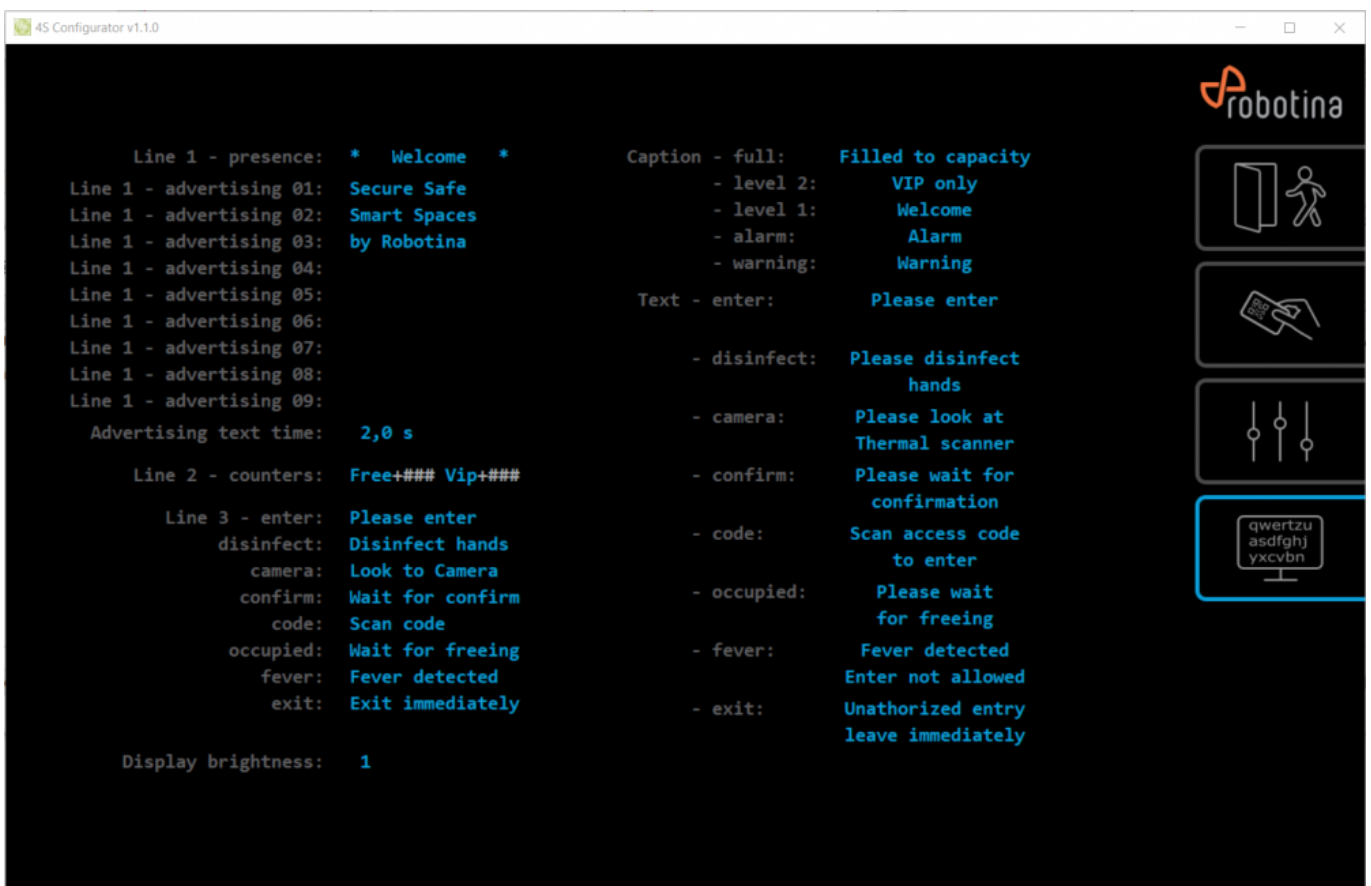 4S Configurator v1.1.0
robotina
Line 1 - presence: * Welcome *
Line 1 - advertising 01: Secure Safe
Line 1 - advertising 02: Smart Spaces
Line 1 - advertising 03: by Robotina
Line 1 - advertising 04:
Line 1 - advertising 05:
Line 1 - advertising 06:
Line 1 - advertising 07:
Line 1 - advertising 08:
Line 1 - advertising 09:
Advertising text time: 2,0 s
Line 2 - counters: Free+### Vip+###
Line 3 - enter: Please enter
disinfect: Disinfect hands
camera: Look to Camera
confirm: Wait for confirm
code: Scan code
occupied: Wait for freeing
fever: Fever detected
exit: Exit immediately
Display brightness: 1
Caption - full: Filled to capacity
- level 2: VIP only
- level 1: Welcome
- alarm: Alarm
- warning: Warning
Text - enter: Please enter
- disinfect: Please disinfect
hands
- camera: Please look at
Thermal scanner
- confirm: Please wait for
confirmation
- code: Scan access code
to enter
- occupied: Please wait
for freeing
- fever: Fever detected
Enter not allowed
- exit: Unathorized entry
leave immediately
qwertzu
asdfghj
yxcvbn